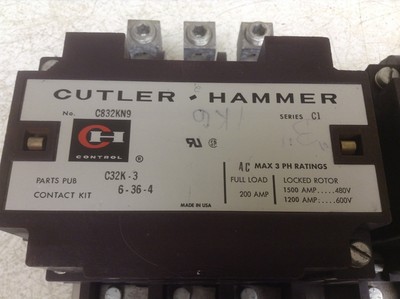 CUTLER-HAMMER
No. C832KN9
SERIES C1
CH
CONTROL ®
AC MAX 3 PH RATINGS
FULL LOAD
200 AMP
LOCKED ROTOR
1500 AMP.....480V
1200 AMP.....600V
PARTS PUB C32K-3
CONTACT KIT 6-36-4
MADE IN USA